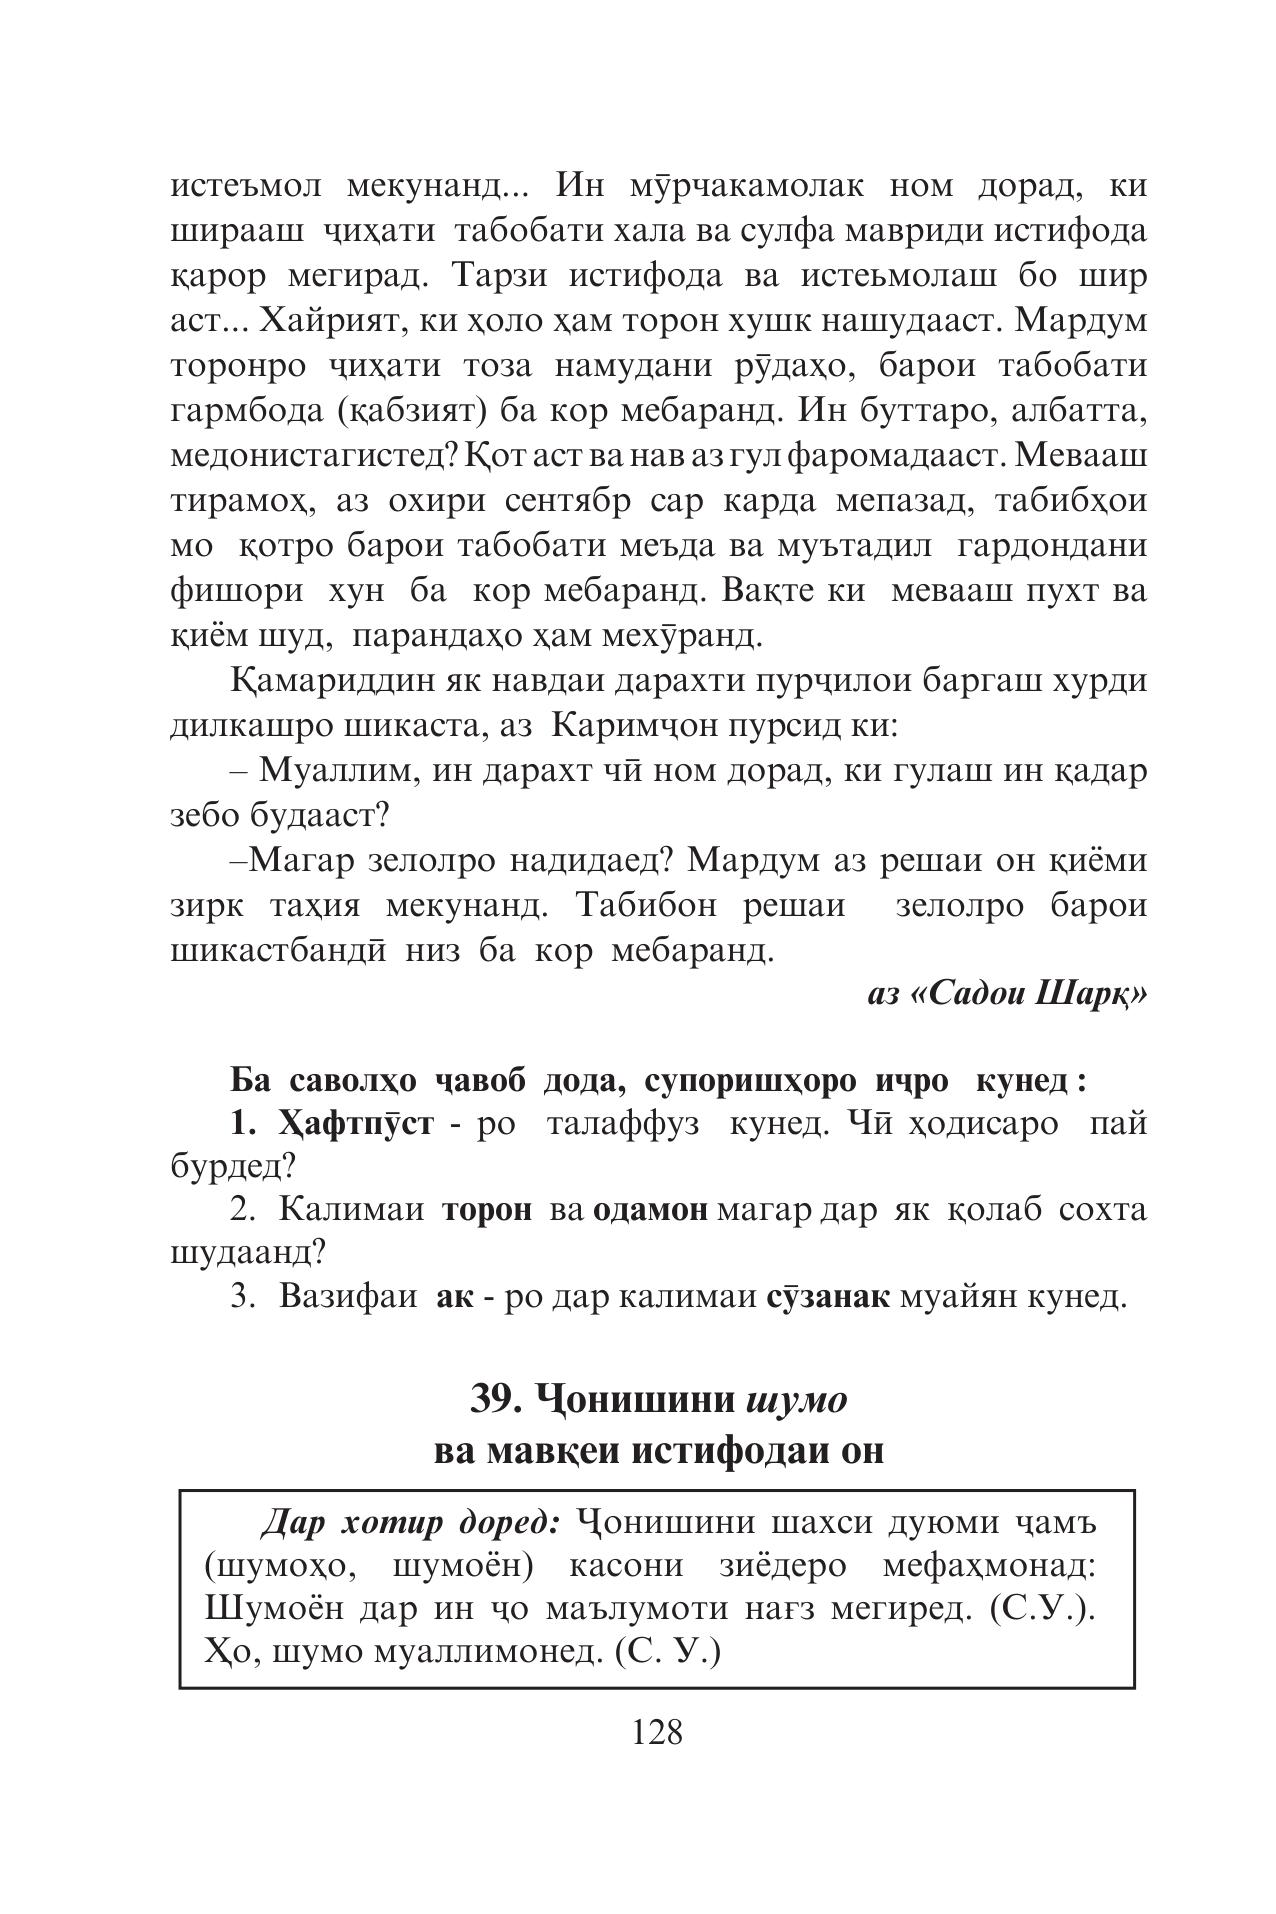 истеъмол мекунанд... Ин мӯрчакамолак ном дорад, ки
ширааш ҷиҳати табобати хала ва сулфа мавриди истифода
қарор мегирад. Тарзи истифода ва истеьмолаш бо шир
аст... Хайрият, ки ҳоло ҳам торон хушк нашудааст. Мардум
торонро ҷиҳати тоза намудани рӯдаҳо, барои табобати
гармбода (қабзият) ба кор мебаранд. Ин буттаро, албатта,
медонистагистед? Қот аст ва нав аз гул фаромадааст. Мевааш
тирамоҳ, аз охири сентябр сар карда мепазад, табибҳои
мо қотро барои табобати меъда ва муътадил гардондани
фишори хун ба кор мебаранд. Вақте ки мевааш пухт ва
қиём шуд, парандаҳо ҳам мехӯранд.
Қамариддин як навдаи дарахти пурҷилои баргаш хурди
дилкашро шикаста, аз Каримҷон пурсид ки:
– Муаллим, ин дарахт чӣ ном дорад, ки гулаш ин қадар
зебо будааст?
–Магар зелолро надидаед? Мардум аз решаи он қиёми
зирк таҳия мекунанд. Табибон решаи зелолро барои
шикастбандӣ низ ба кор мебаранд.
аз «Садои Шарқ»
Ба саволҳо ҷавоб дода, супоришҳоро иҷро кунед :
1. Ҳафтпӯст - ро талаффуз кунед. Чӣ ҳодисаро пай
бурдед?
2. Калимаи торон ва одамон магар дар як қолаб сохта
шудаанд?
3. Вазифаи ак - ро дар калимаи сӯзанак муайян кунед.
39. Ҷонишини шумо
ва мавқеи истифодаи он
Дар хотир доред: Ҷонишини шахси дуюми ҷамъ
(шумоҳо, шумоён) касони зиёдеро мефаҳмонад:
Шумоён дар ин ҷо маълумоти нағз мегиред. (С.У.).
Ҳо, шумо муаллимонед. (С. У.)
128